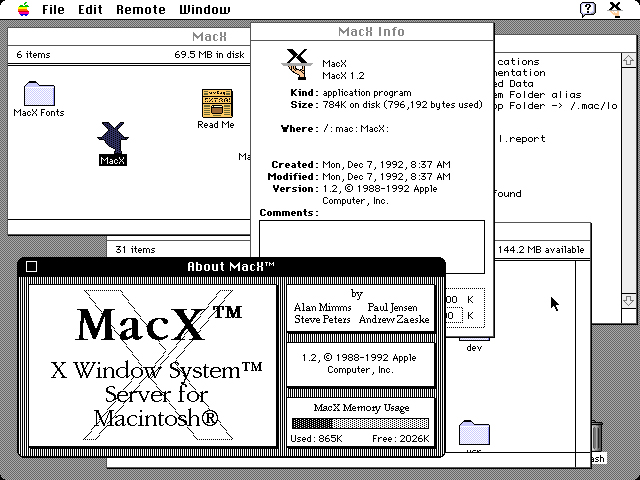 File Edit Remote Window
MacX
6 items
69.5 MB in disk
MacX Fonts
MacX
Read Me
Ma
MacX Info
MacX
MacX 1.2
Kind: application program
Size: 784K on disk (796,192 bytes used)
Where: /: mac: MacX:
Created: Mon, Dec 7, 1992, 8:37 AM
Modified: Mon, Dec 7, 1992, 8:37 AM
Version: 1.2, © 1988-1992 Apple
Computer, Inc.
Comments:
00 K
00 K
cations
mentation
ed Data
em Folder alias
op Folder -> /.mac/lo
l.report
found
31 items
144.2 MB available
dev
usr
ash
About MacX™
MacX™
X Window System™
Server for
Macintosh®
by
Alan Mimms Paul Jensen
Steve Peters Andrew Zaeske
1.2, © 1988-1992 Apple
Computer, Inc.
MacX Memory Usage
Used: 865K Free: 2026K